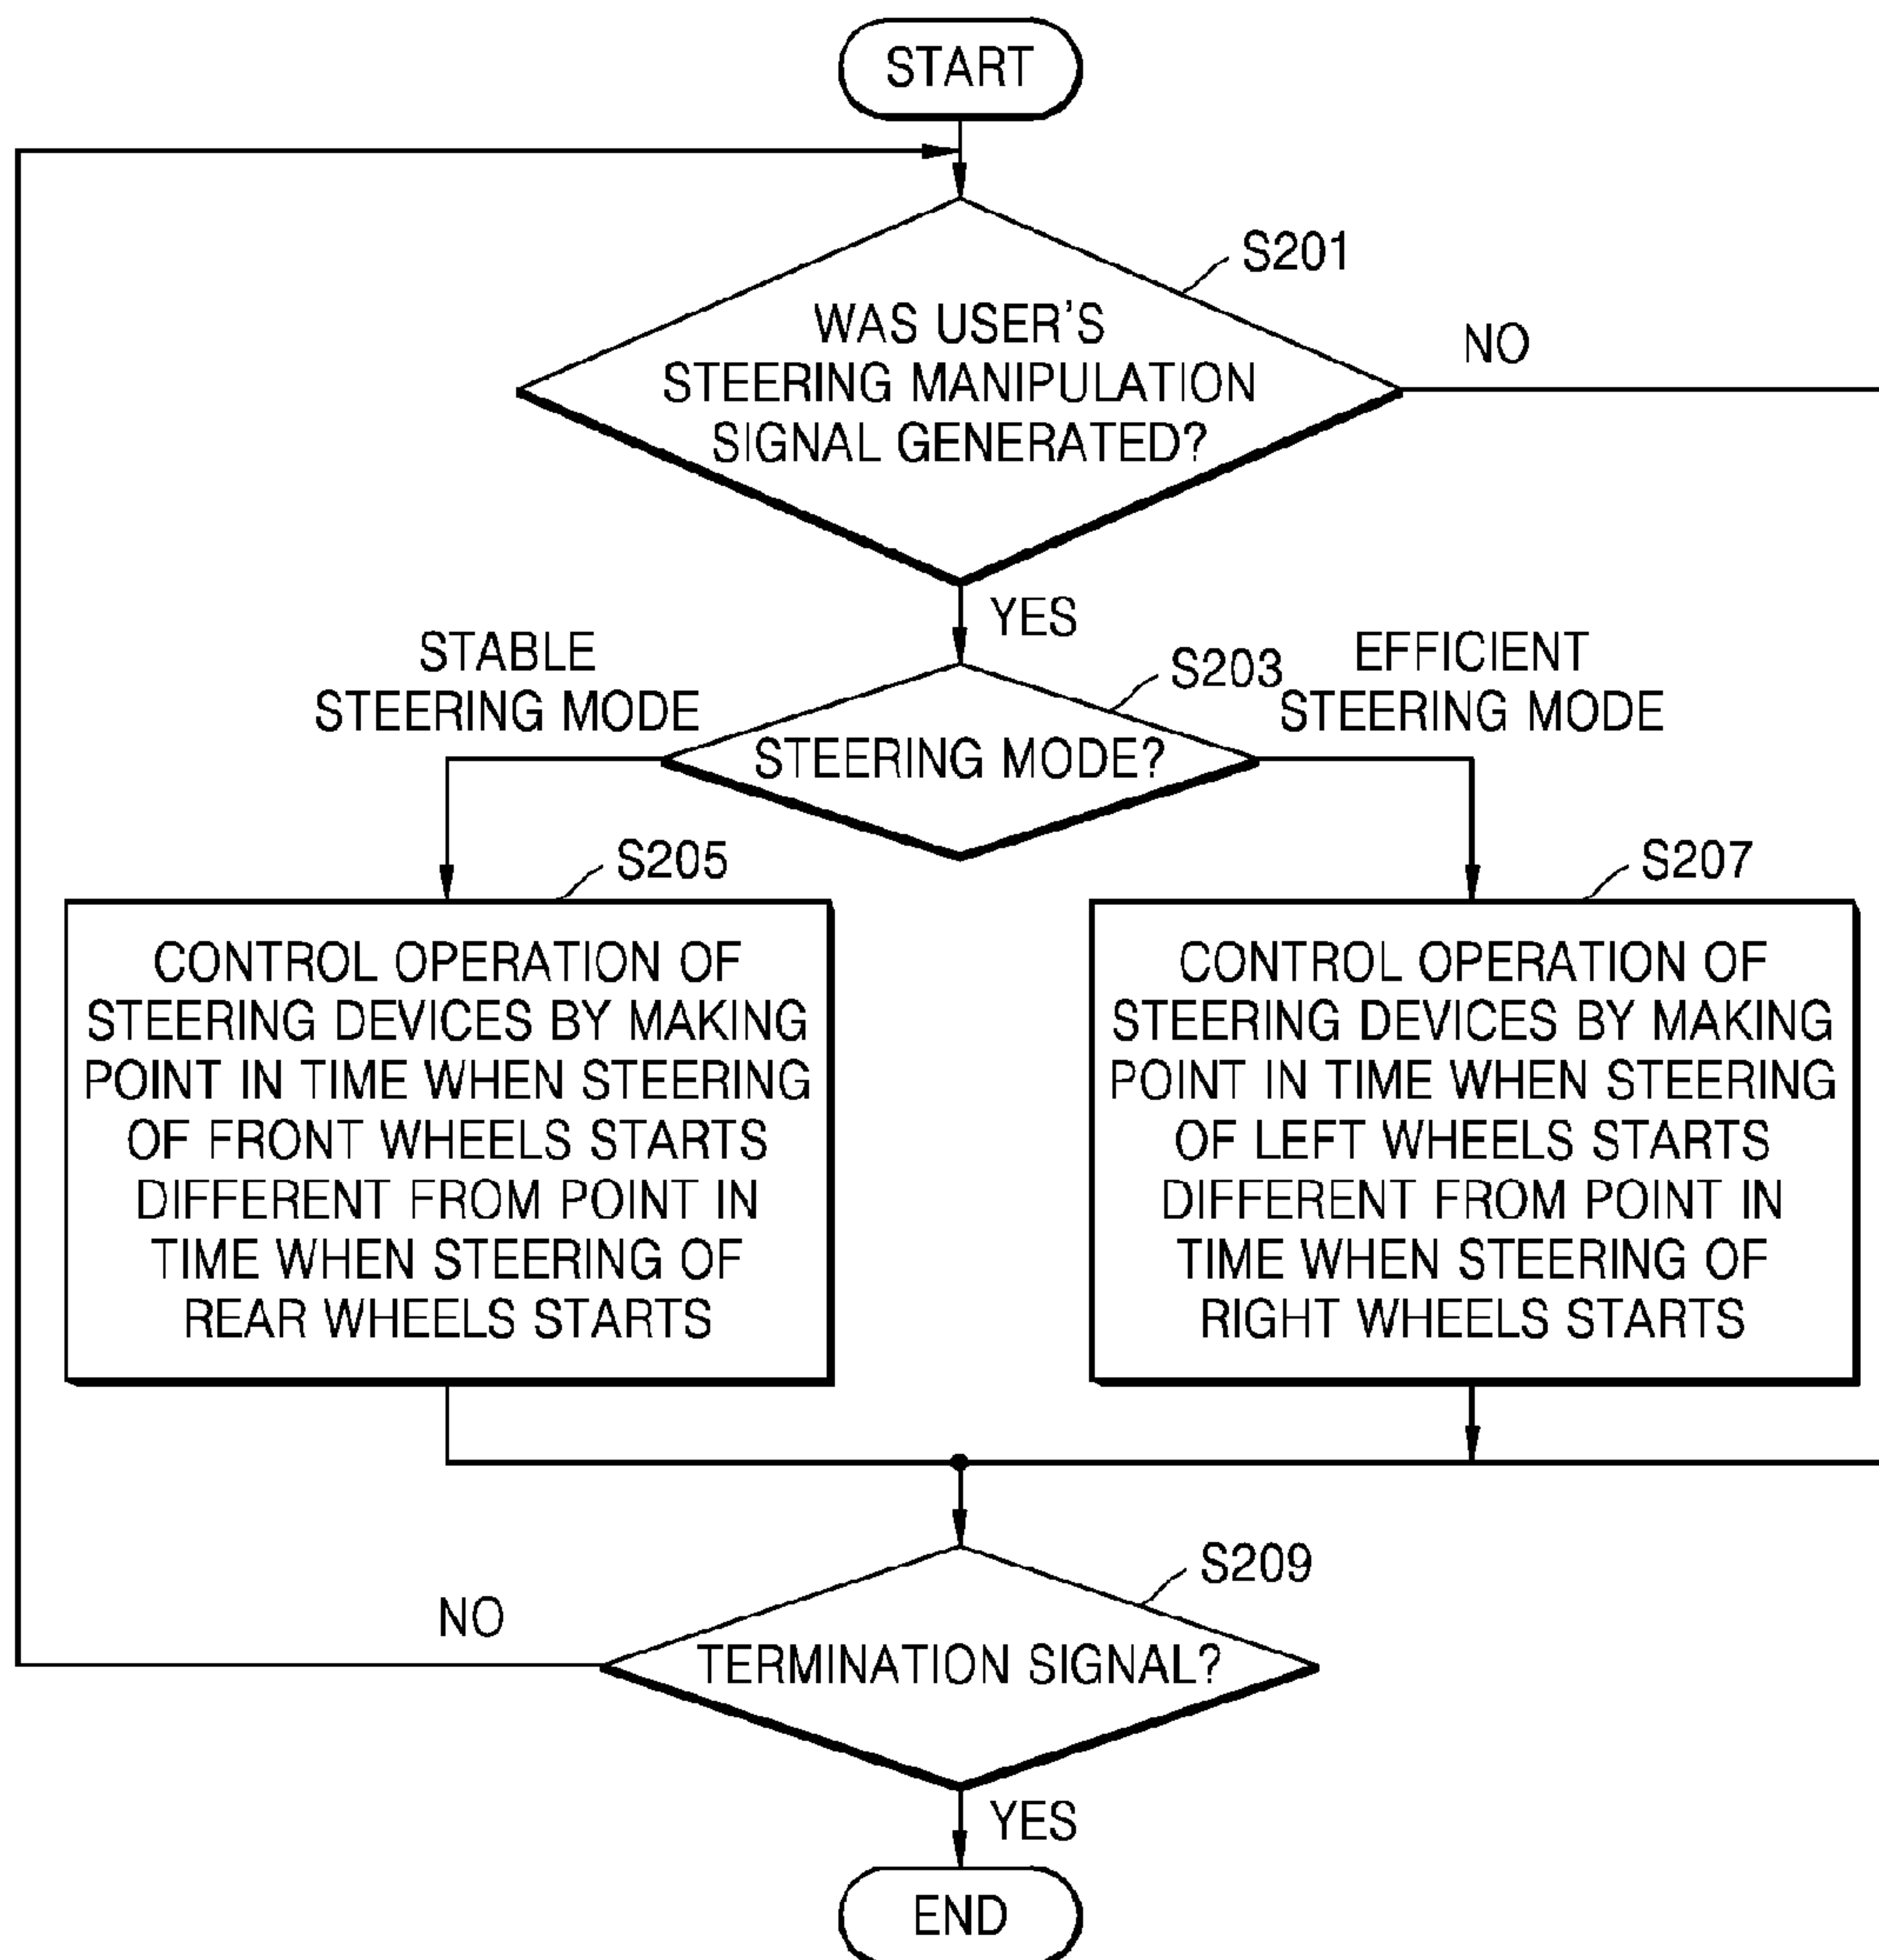 START
S201
WAS USER'S
STEERING MANIPULATION
SIGNAL GENERATED?
NO
YES
STABLE
STEERING MODE
S203
EFFICIENT
STEERING MODE
STEERING MODE?
S205
CONTROL OPERATION OF
STEERING DEVICES BY MAKING
POINT IN TIME WHEN STEERING
OF FRONT WHEELS STARTS
DIFFERENT FROM POINT IN
TIME WHEN STEERING OF
REAR WHEELS STARTS
S207
CONTROL OPERATION OF
STEERING DEVICES BY MAKING
POINT IN TIME WHEN STEERING
OF LEFT WHEELS STARTS
DIFFERENT FROM POINT IN
TIME WHEN STEERING OF
RIGHT WHEELS STARTS
S209
NO
TERMINATION SIGNAL?
YES
END